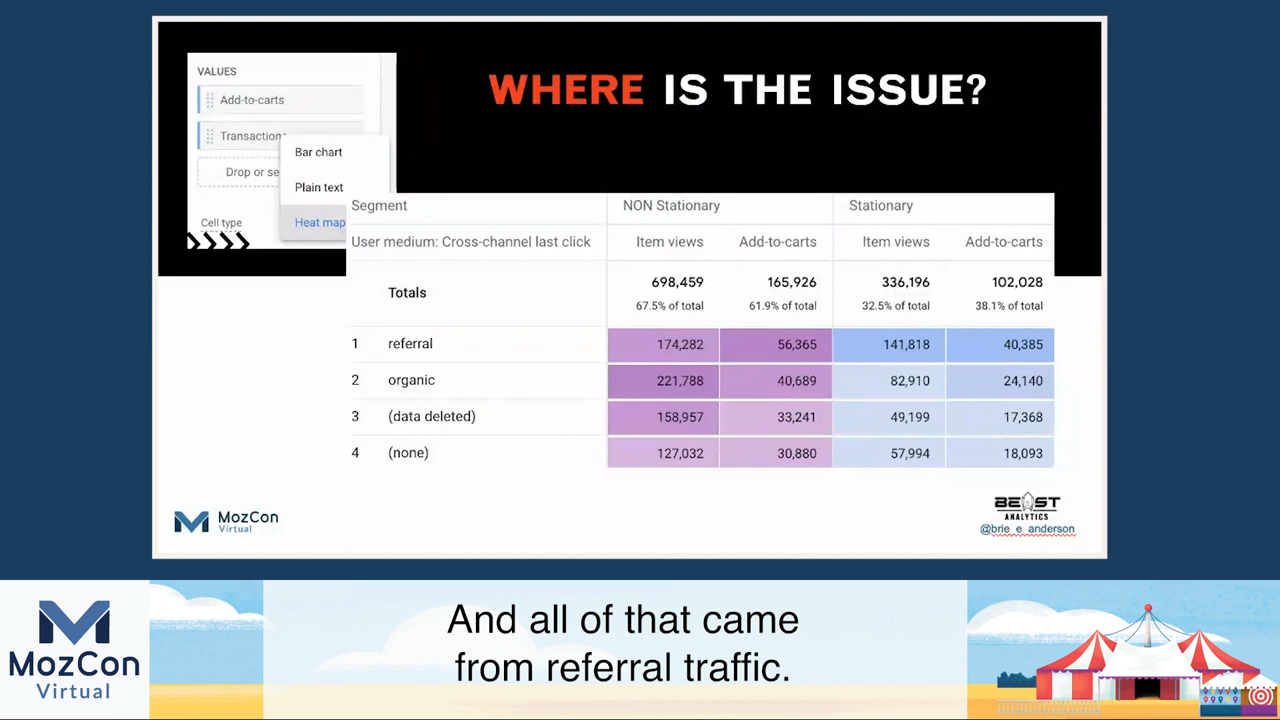 VALUES
Add-to-carts
Transactions
Drop or se
Bar chart
Plain text
Heat map
Cell type
WHERE IS THE ISSUE?
Segment NON Stationary Stationary
User medium: Cross-channel last click Item views Add-to-carts Item views Add-to-carts
Totals 698,459 165,926 336,196 102,028
67.5% of total 61.9% of total 32.5% of total 38.1% of total
1 referral 174,282 56,365 141,818 40,385
2 organic 221,788 40,689 82,910 24,140
3 (data deleted) 158,957 33,241 49,199 17,368
4 (none) 127,032 30,880 57,994 18,093
MozCon
Virtual
BEAST
ANALYTICS
@brie_e_anderson
And all of that came
from referral traffic.
MozCon
Virtual